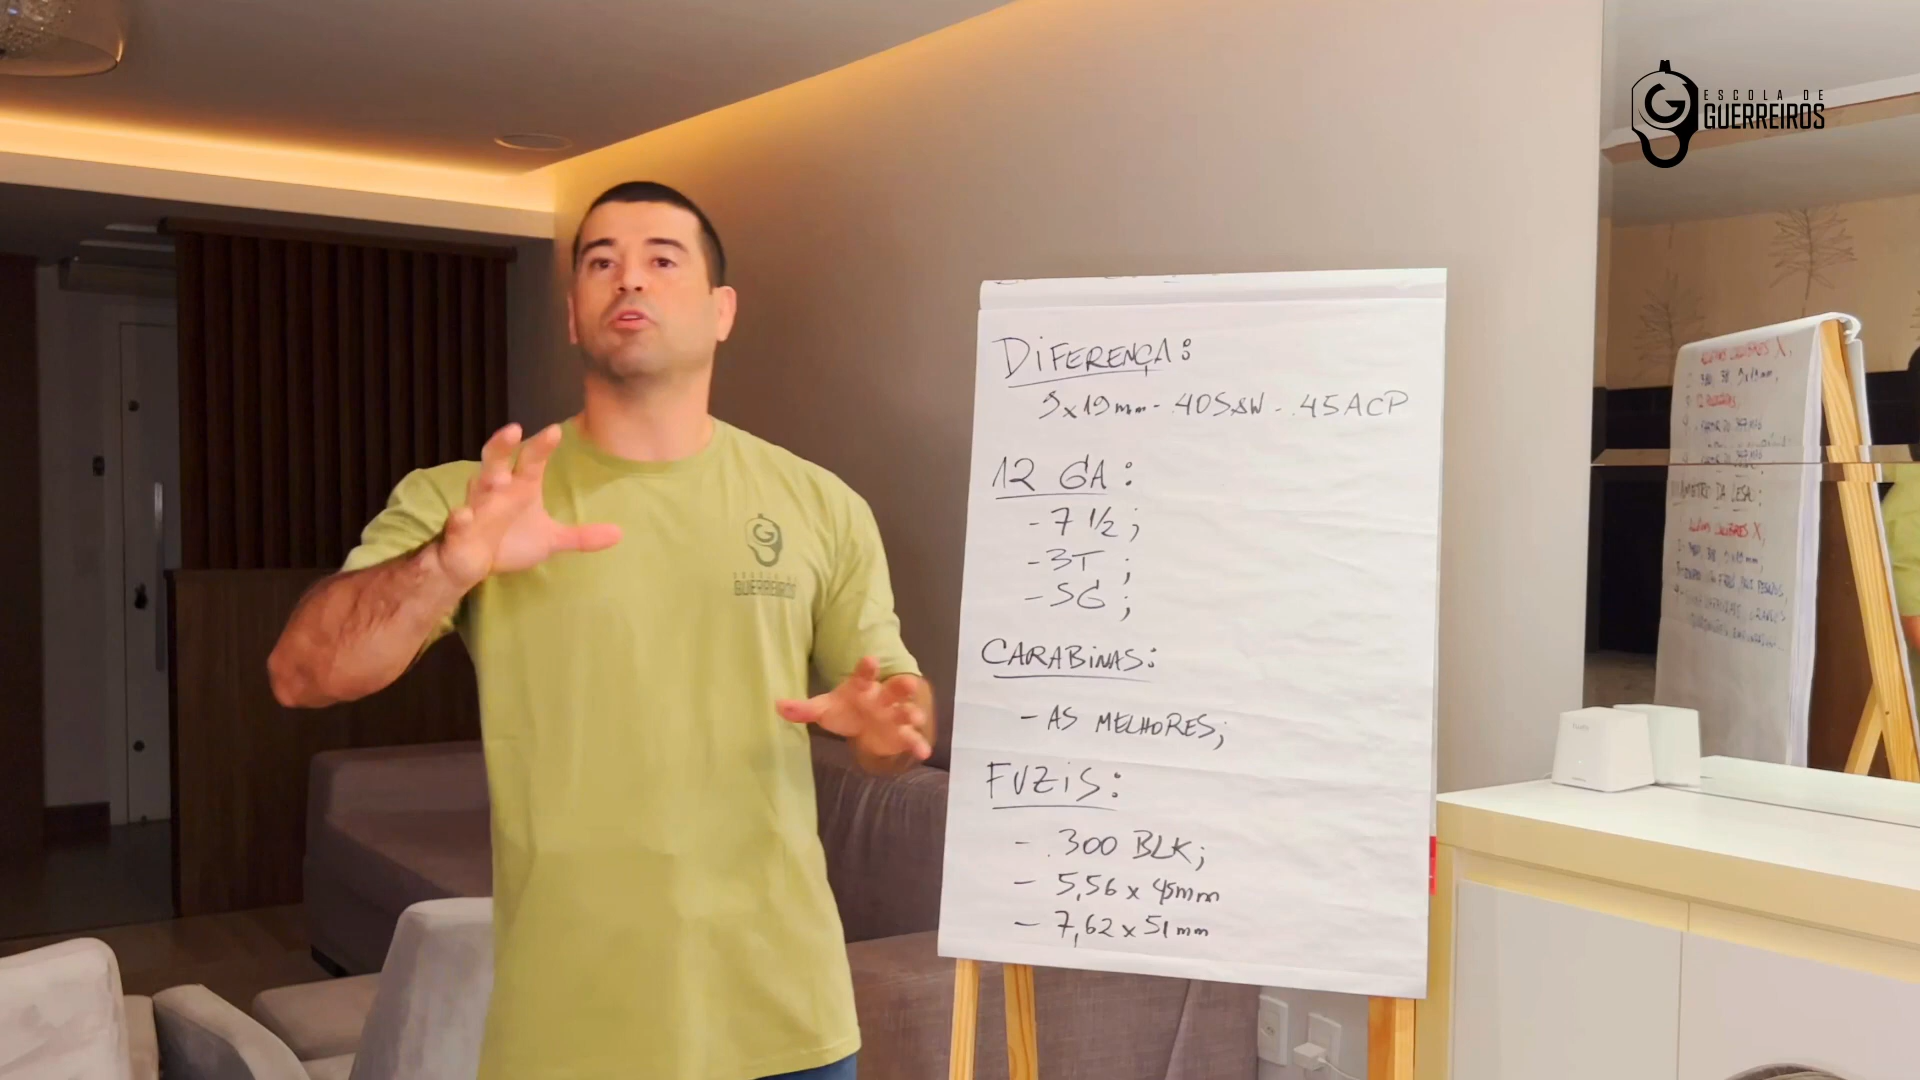 ESCOLA DE
GUERREIROS
DIFERENÇA:
9x19mm - .40S&W - .45ACP
12 GA:
- 7 1/2;
- 3T ;
- SG ;
CARABINAS:
- AS MELHORES;
FUZIS:
- .300 BLK;
- 5,56 x 45mm
- 7,62 x 51mm
G
GUERREIROS